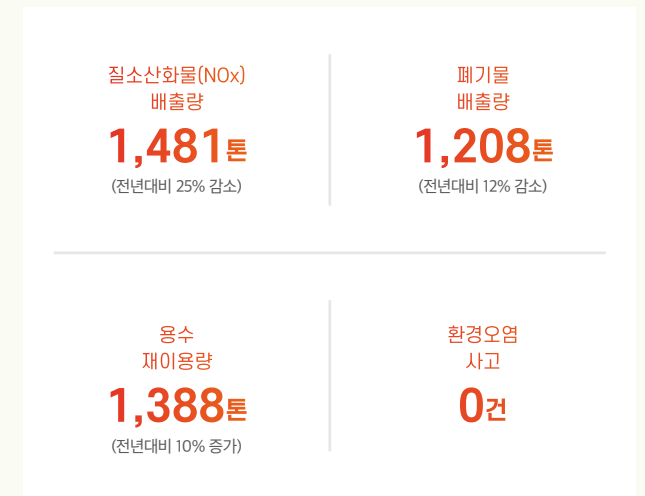 질소산화물(NOx)
배출량
1,481톤
(전년대비 25% 감소)
폐기물
배출량
1,208톤
(전년대비 12% 감소)
용수
재이용량
1,388톤
(전년대비 10% 증가)
환경오염
사고
0건